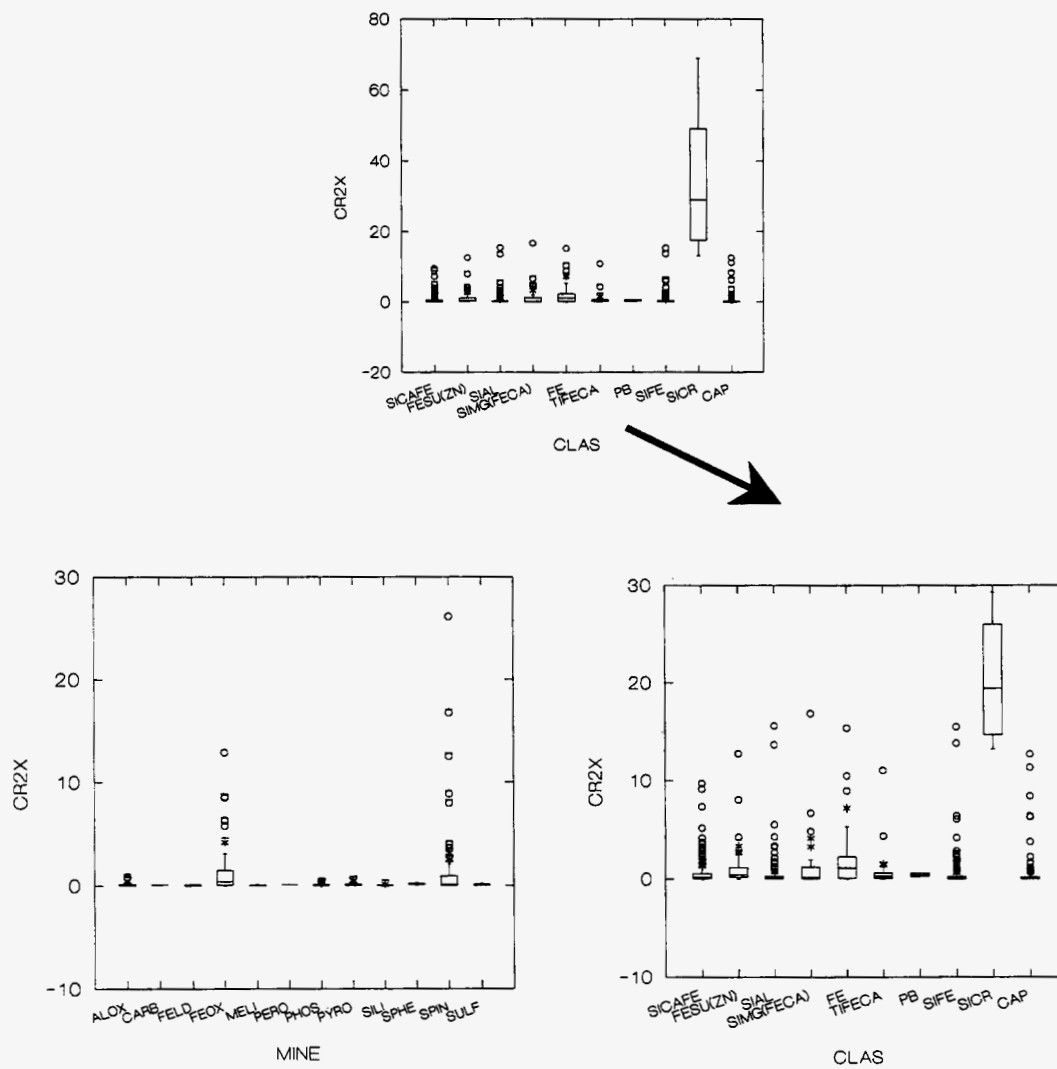 80
60
40
20
0
-20
CR2X
SICAFE
FESU(ZN)
SIAL
SIMG(FECA)
FE
TIFECA
PB
SIFE
SICR
CAP
CLAS
30
20
10
0
-10
CR2X
ALOX
CARB
FELD
FEOX
MELI
PERO
PHOS
PYRO
SILI
SPHE
SPIN
SULF
MINE
30
20
10
0
-10
CR2X
SICAFE
FESU(ZN)
SIAL
SIMG(FECA)
FE
TIFECA
PB
SIFE
SICR
CAP
CLAS